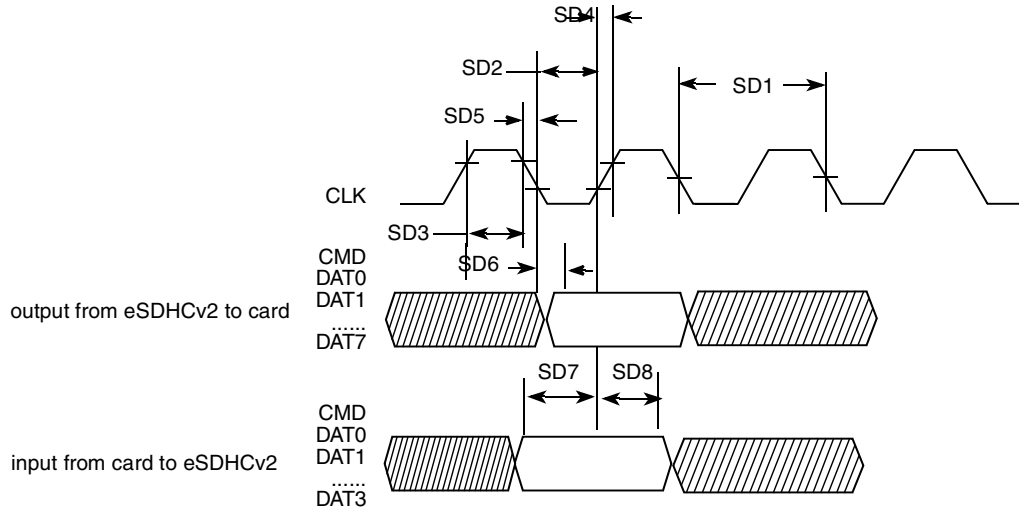 SD4
SD2
SD1
SD5
CLK
SD3
CMD
SD6
DAT0
output from eSDHCv2 to card
DAT1
......
DAT7
SD7
SD8
CMD
DAT0
input from card to eSDHCv2
DAT1
......
DAT3